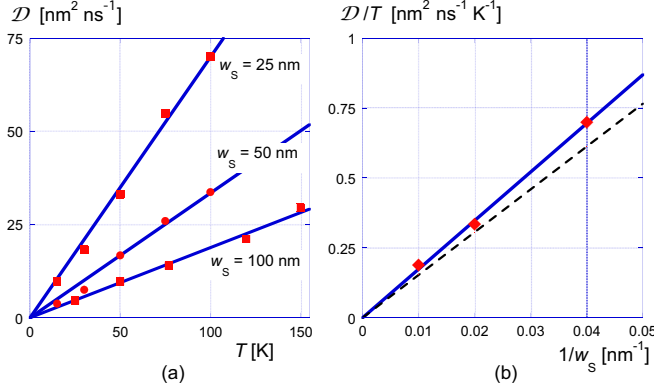 𝒟 [nm² ns⁻¹]
75
50
25
0
0
50
100
150
w_S = 25 nm
w_S = 50 nm
w_S = 100 nm
T [K]
(a)
𝒟/T [nm² ns⁻¹ K⁻¹]
1
0.75
0.5
0.25
0
0
0.01
0.02
0.03
0.04
0.05
1/w_S [nm⁻¹]
(b)